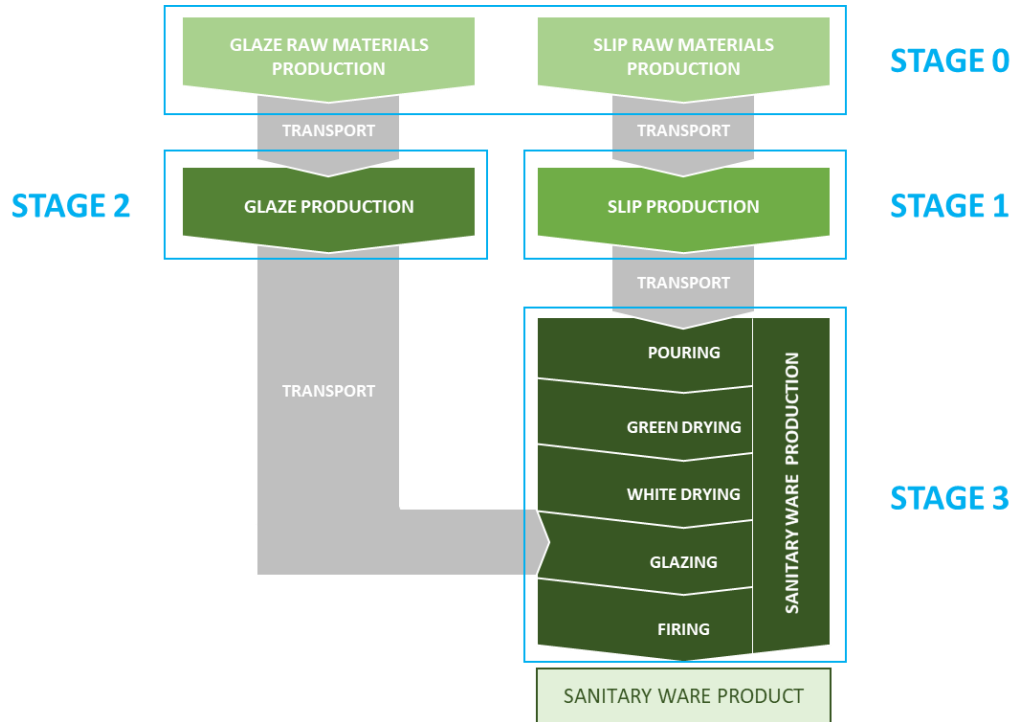 GLAZE RAW MATERIALS
PRODUCTION
SLIP RAW MATERIALS
PRODUCTION
STAGE 0
TRANSPORT
TRANSPORT
STAGE 2
GLAZE PRODUCTION
SLIP PRODUCTION
STAGE 1
TRANSPORT
TRANSPORT
POURING
GREEN DRYING
WHITE DRYING
GLAZING
FIRING
SANITARY WARE PRODUCTION
STAGE 3
SANITARY WARE PRODUCT